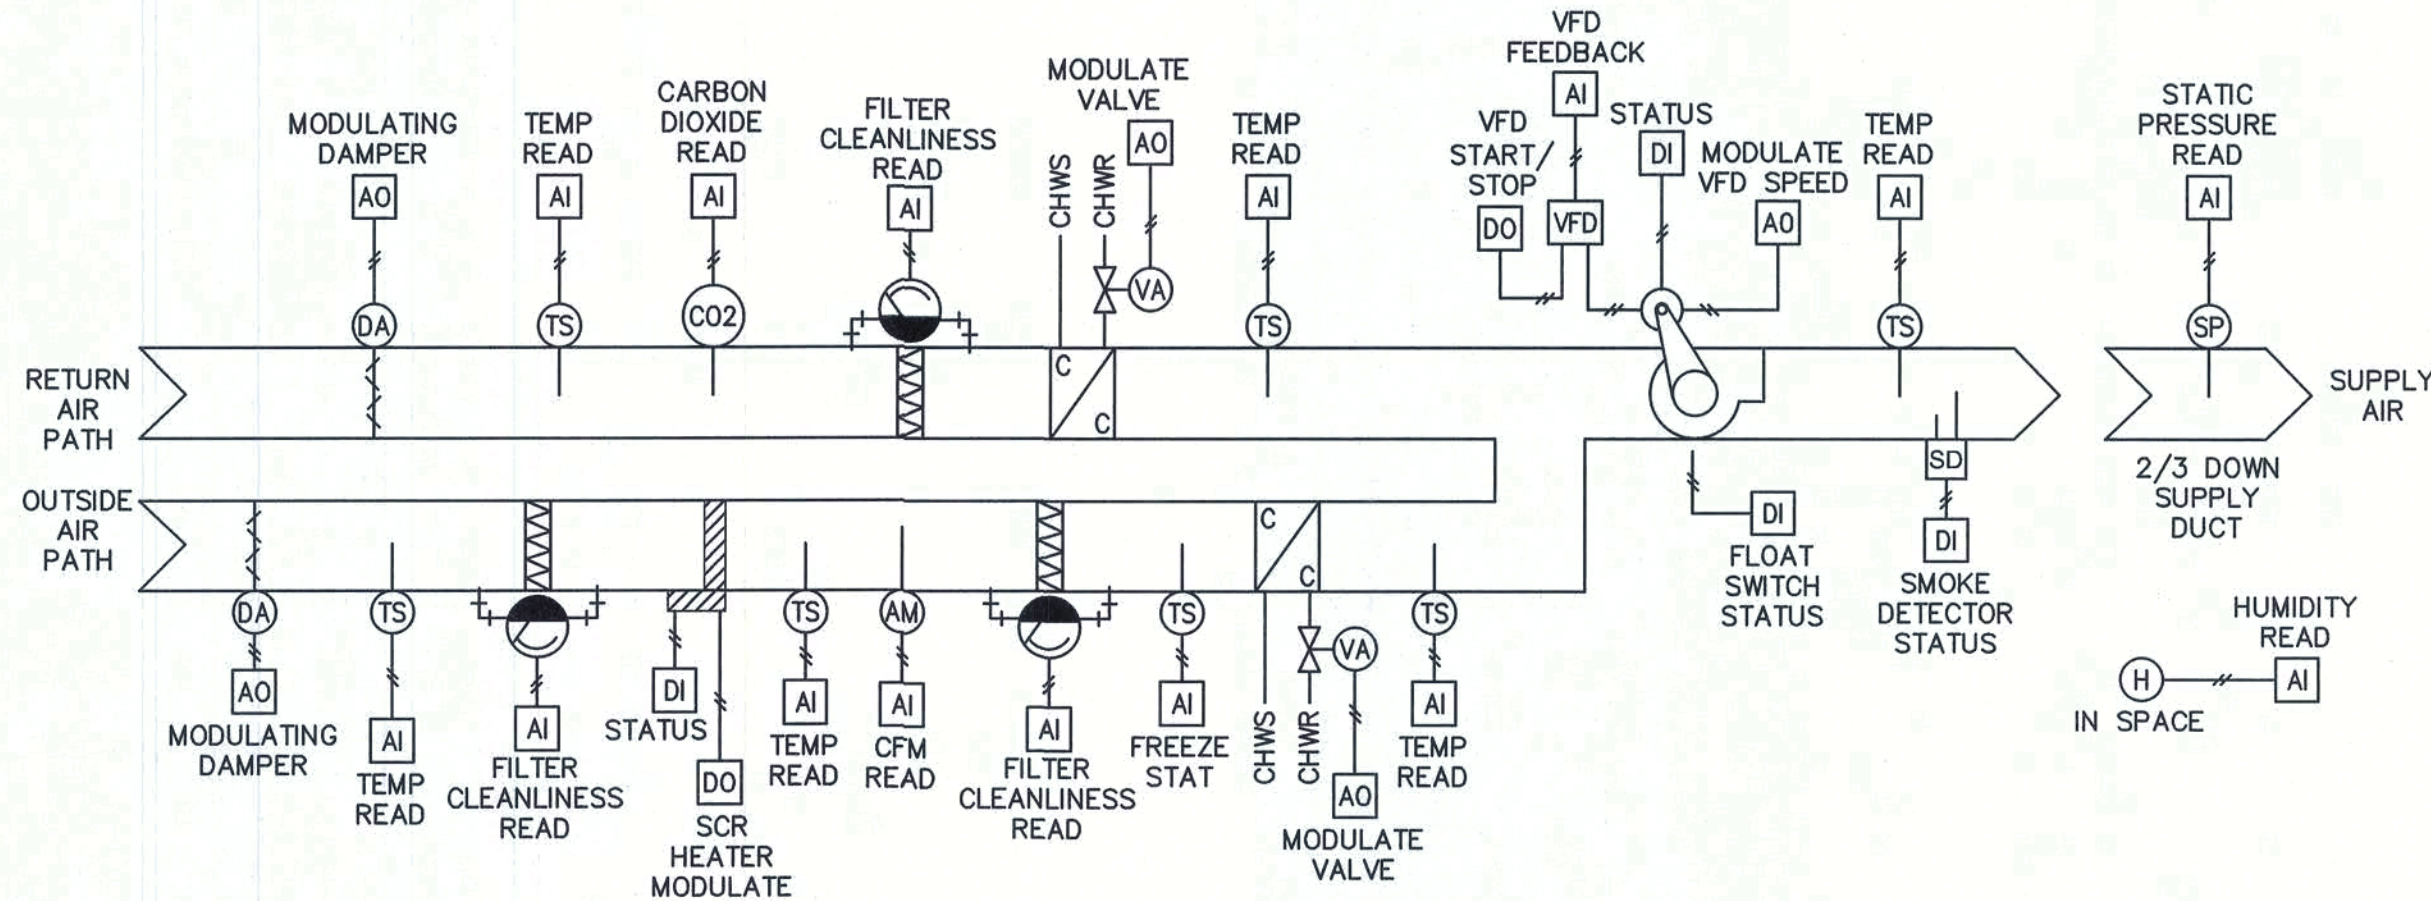 VFD
FEEDBACK
AI
MODULATE
VALVE
AO
CARBON
DIOXIDE
READ
AI
STATIC
PRESSURE
READ
AI
FILTER
CLEANLINESS
READ
AI
STATUS
DI
MODULATING
DAMPER
AO
TEMP
READ
AI
TEMP
READ
AI
VFD
START/
STOP
DO
VFD
MODULATE
VFD SPEED
AO
TEMP
READ
AI
CHWS
CHWR
VA
DA
TS
CO2
TS
TS
SP
RETURN
AIR
PATH
C
C
SUPPLY
AIR
SD
2/3 DOWN
SUPPLY
DUCT
OUTSIDE
AIR
PATH
C
C
DI
FLOAT
SWITCH
STATUS
DI
SMOKE
DETECTOR
STATUS
DA
TS
TS
AM
TS
TS
VA
HUMIDITY
READ
H
AI
IN SPACE
AO
MODULATING
DAMPER
AI
TEMP
READ
AI
FILTER
CLEANLINESS
READ
DI
STATUS
DO
SCR
HEATER
MODULATE
AI
TEMP
READ
AI
CFM
READ
AI
FILTER
CLEANLINESS
READ
AI
FREEZE
STAT
CHWS
CHWR
AO
MODULATE
VALVE
AI
TEMP
READ